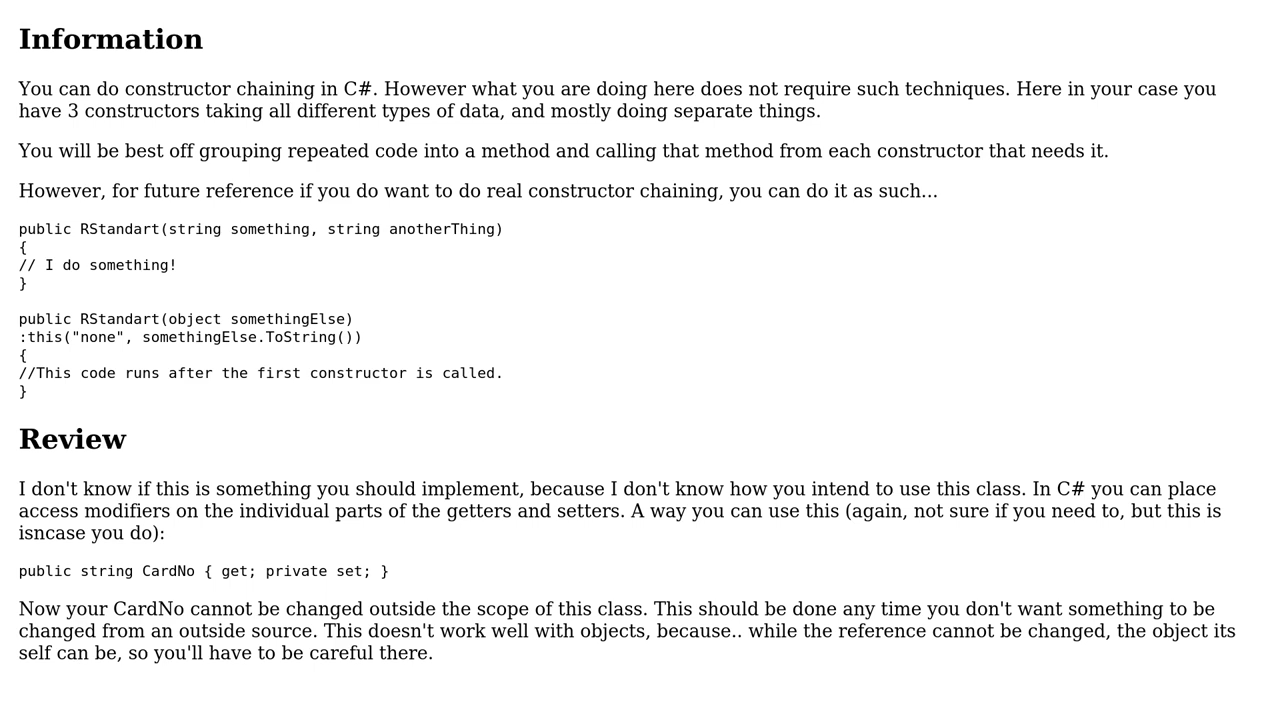 Information
You can do constructor chaining in C#. However what you are doing here does not require such techniques. Here in your case you
have 3 constructors taking all different types of data, and mostly doing separate things.
You will be best off grouping repeated code into a method and calling that method from each constructor that needs it.
However, for future reference if you do want to do real constructor chaining, you can do it as such...
public RStandart(string something, string anotherThing)
{
// I do something!
}
public RStandart(object somethingElse)
:this("none", somethingElse.ToString())
{
//This code runs after the first constructor is called.
}
Review
I don't know if this is something you should implement, because I don't know how you intend to use this class. In C# you can place
access modifiers on the individual parts of the getters and setters. A way you can use this (again, not sure if you need to, but this is
isncase you do):
public string CardNo { get; private set; }
Now your CardNo cannot be changed outside the scope of this class. This should be done any time you don't want something to be
changed from an outside source. This doesn't work well with objects, because.. while the reference cannot be changed, the object its
self can be, so you'll have to be careful there.